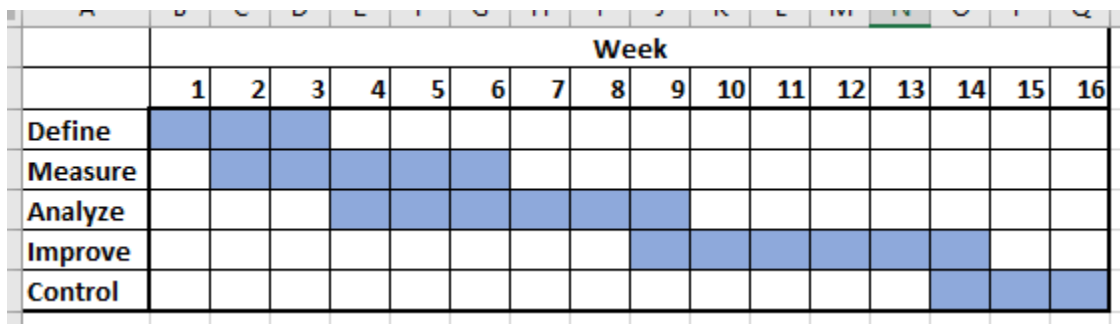 Week
1 2 3 4 5 6 7 8 9 10 11 12 13 14 15 16
Define
Measure
Analyze
Improve
Control